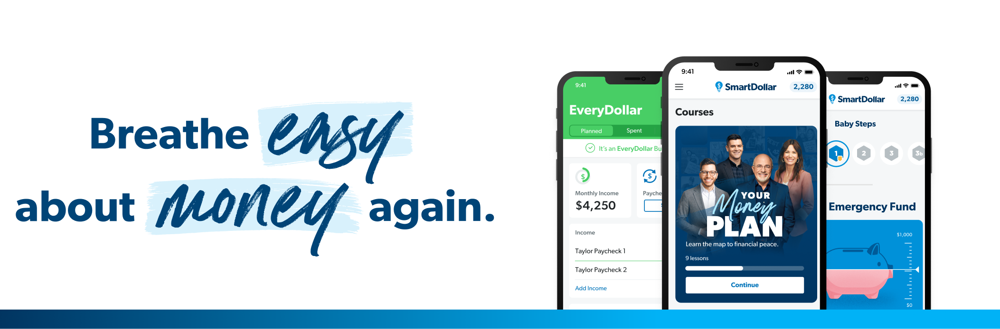 Breathe easy
about money again.
9:41
EveryDollar
Planned
Spent
It's an EveryDollar Bu
Monthly Income
$4,250
Payche
Income
Taylor Paycheck 1
Taylor Paycheck 2
Add Income
9:41
SmartDollar
2,280
Courses
YOUR
Money
PLAN
Learn the map to financial peace.
9 lessons
Continue
SmartDollar
2,280
Baby Steps
1 2 3 3b
Emergency Fund
$1,000
$0